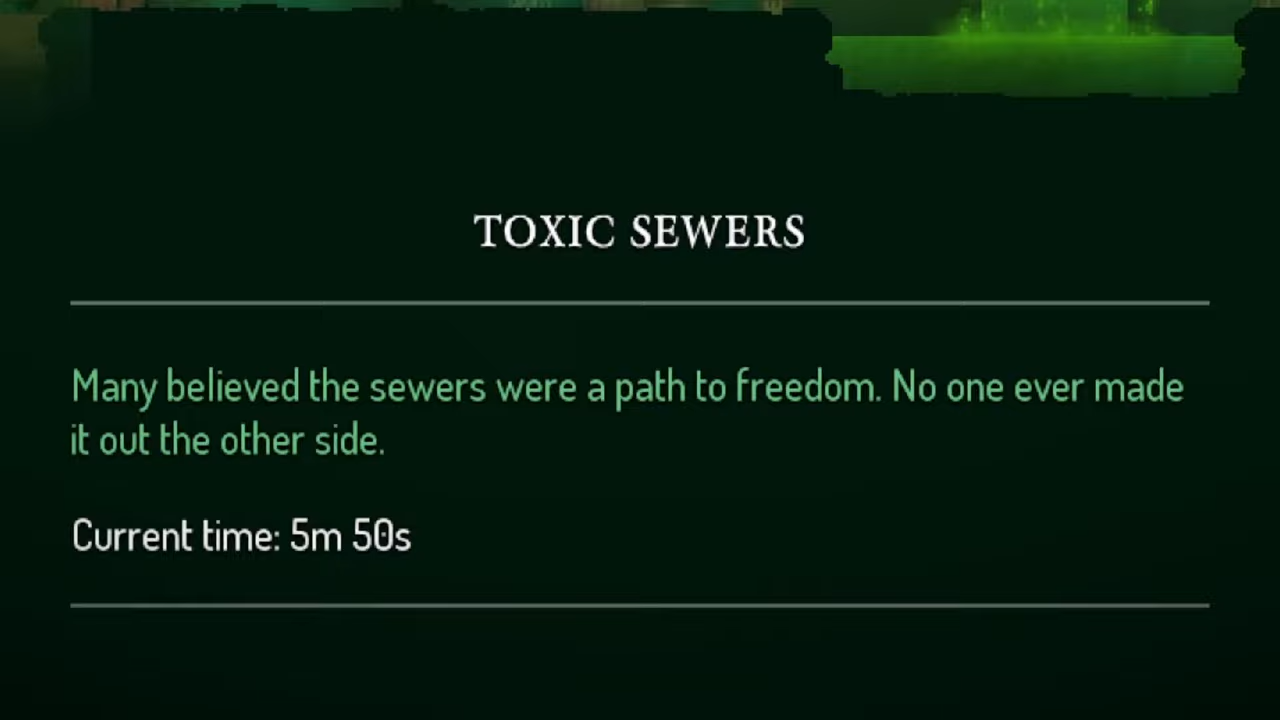 TOXIC SEWERS
Many believed the sewers were a path to freedom. No one ever made
it out the other side.
Current time: 5m 50s